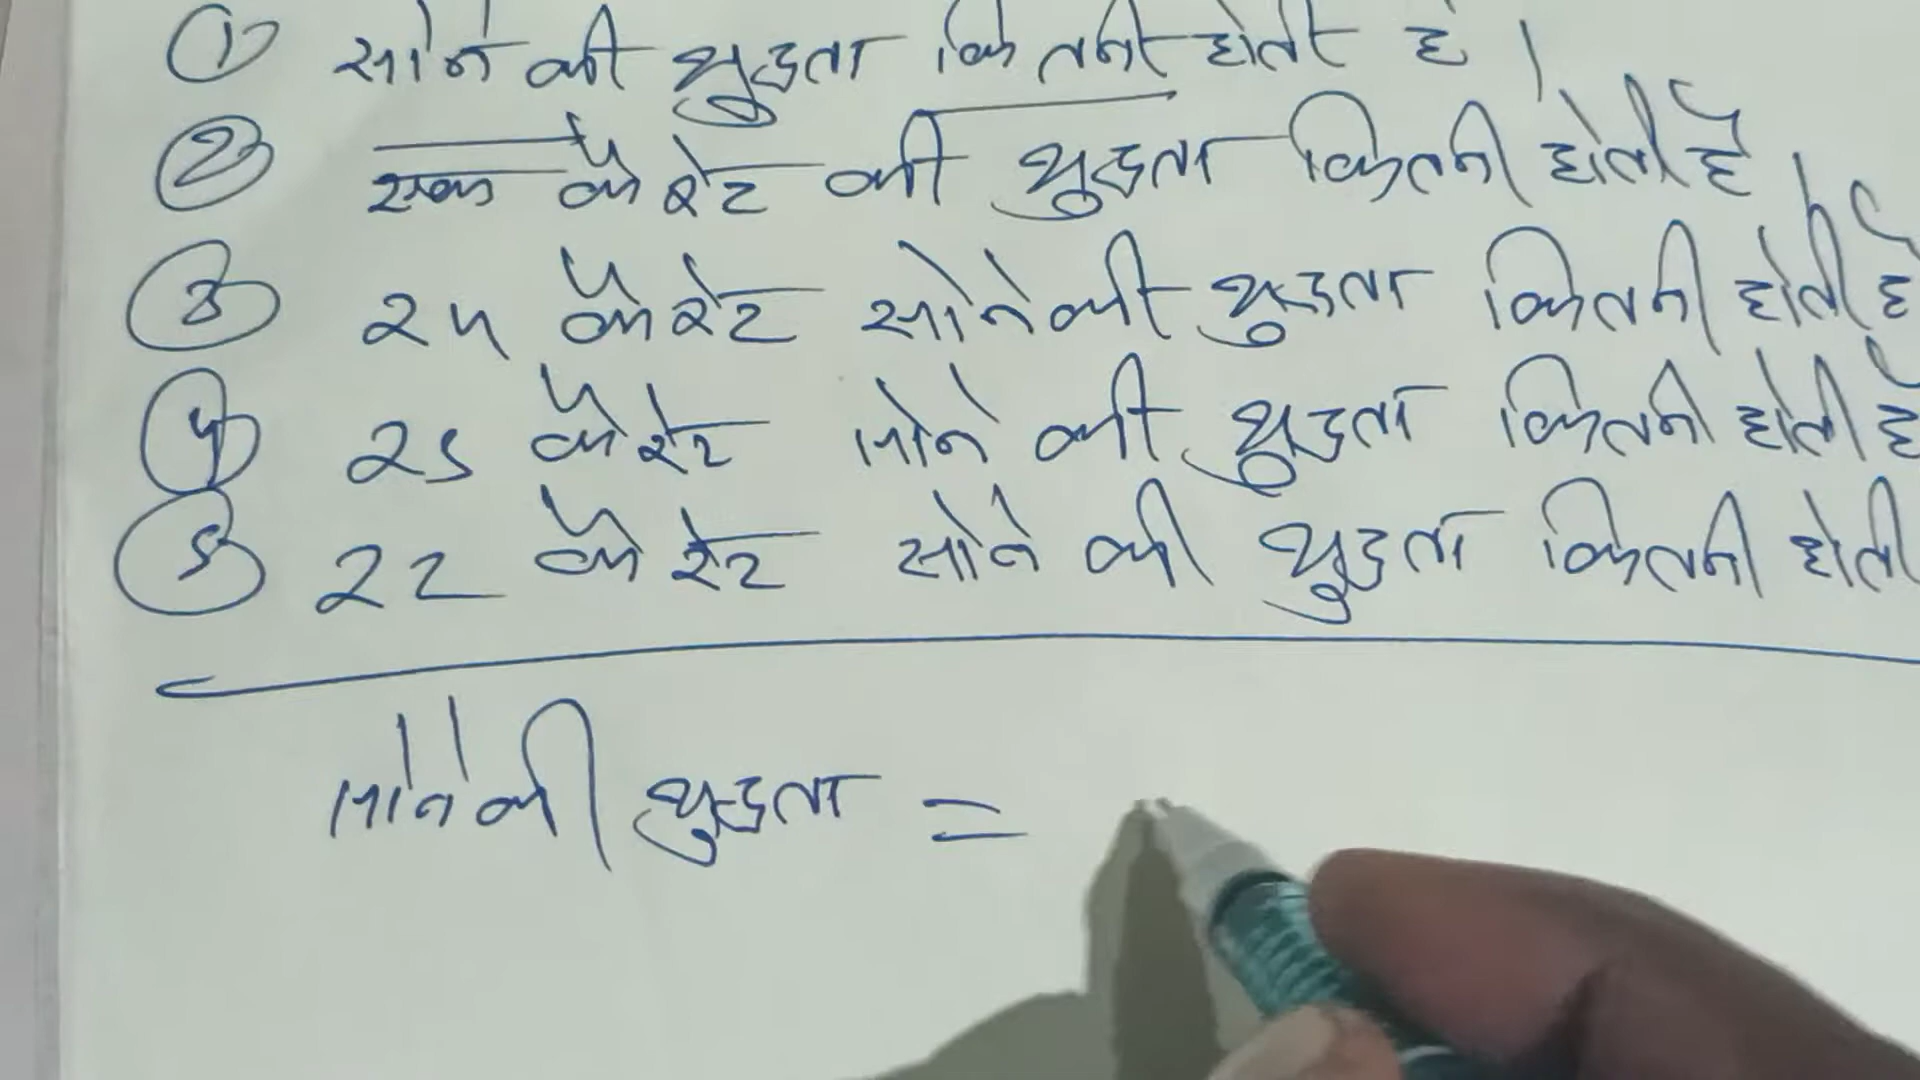 ① सोने की शुद्धता कितनी होती है ।
② एक कैरेट की शुद्धता कितनी होती है ।
③ 24 कैरेट सोने की शुद्धता कितनी होती है
④ 23 कैरेट सोने की शुद्धता कितनी होती है
⑤ 22 कैरेट सोने की शुद्धता कितनी होती
सोने की शुद्धता =